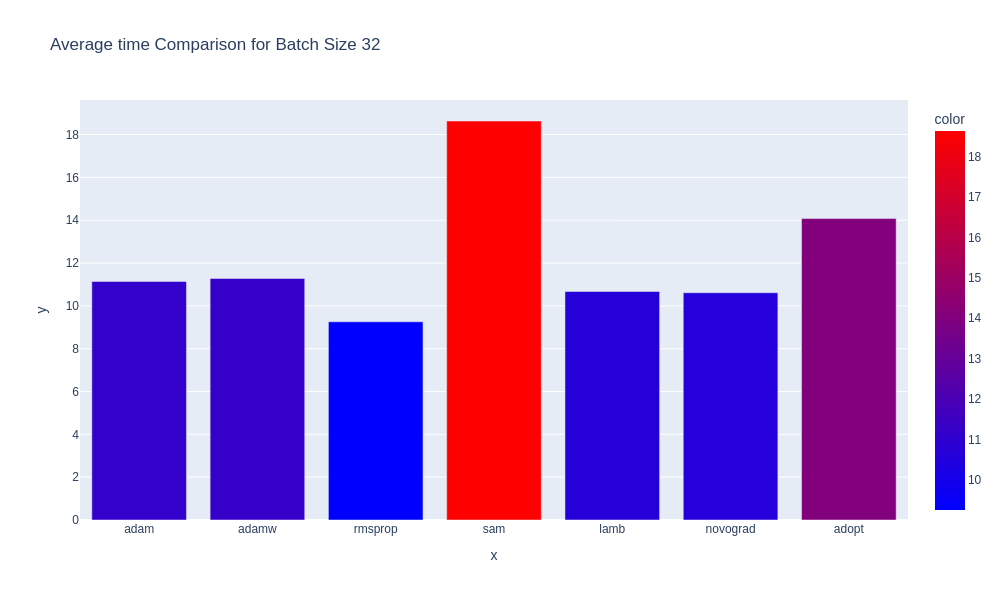 Average time Comparison for Batch Size 32
color
18
16
14
12
10
8
6
4
2
0
y
adam
adamw
rmsprop
sam
lamb
novograd
adopt
x
18
17
16
15
14
13
12
11
10